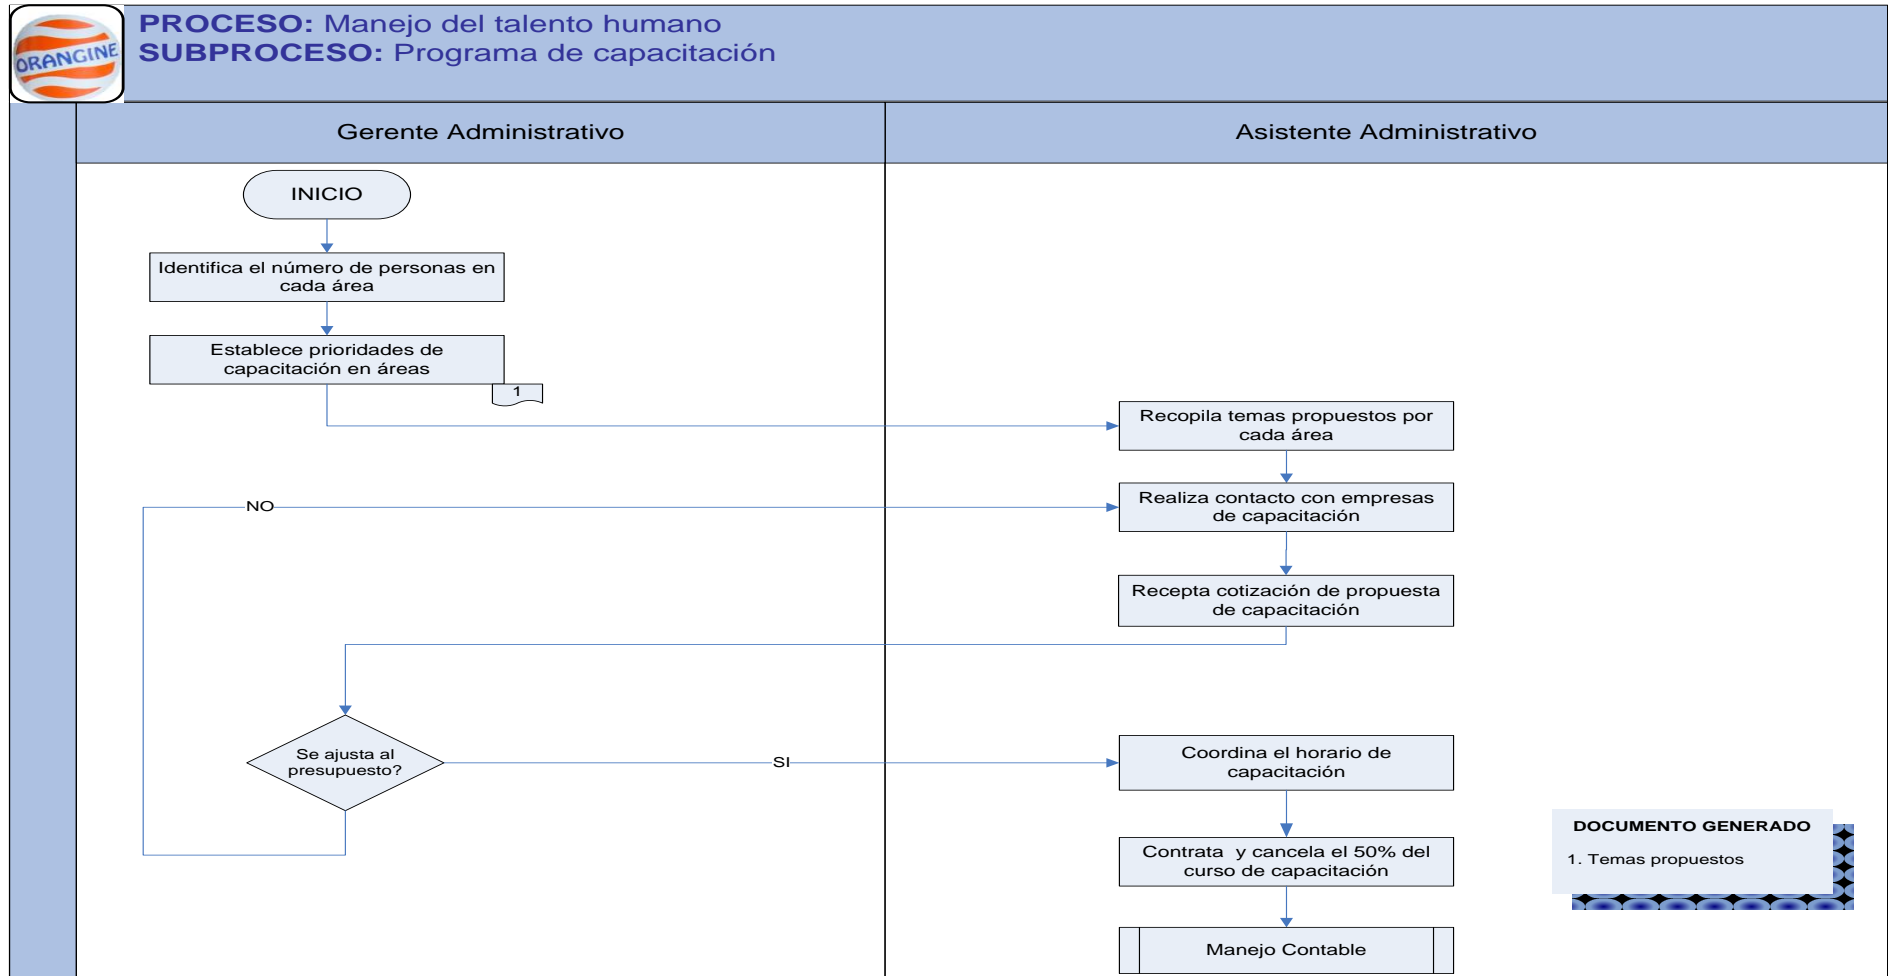 ORANGINE
PROCESO: Manejo del talento humano
SUBPROCESO: Programa de capacitación
Gerente Administrativo
Asistente Administrativo
INICIO
Identifica el número de personas en
cada área
Establece prioridades de
capacitación en áreas
1
Recopila temas propuestos por
cada área
NO
Realiza contacto con empresas
de capacitación
Recepta cotización de propuesta
de capacitación
Se ajusta al
presupuesto?
SI
Coordina el horario de
capacitación
Contrata  y cancela el 50% del
curso de capacitación
Manejo Contable
DOCUMENTO GENERADO
1. Temas propuestos